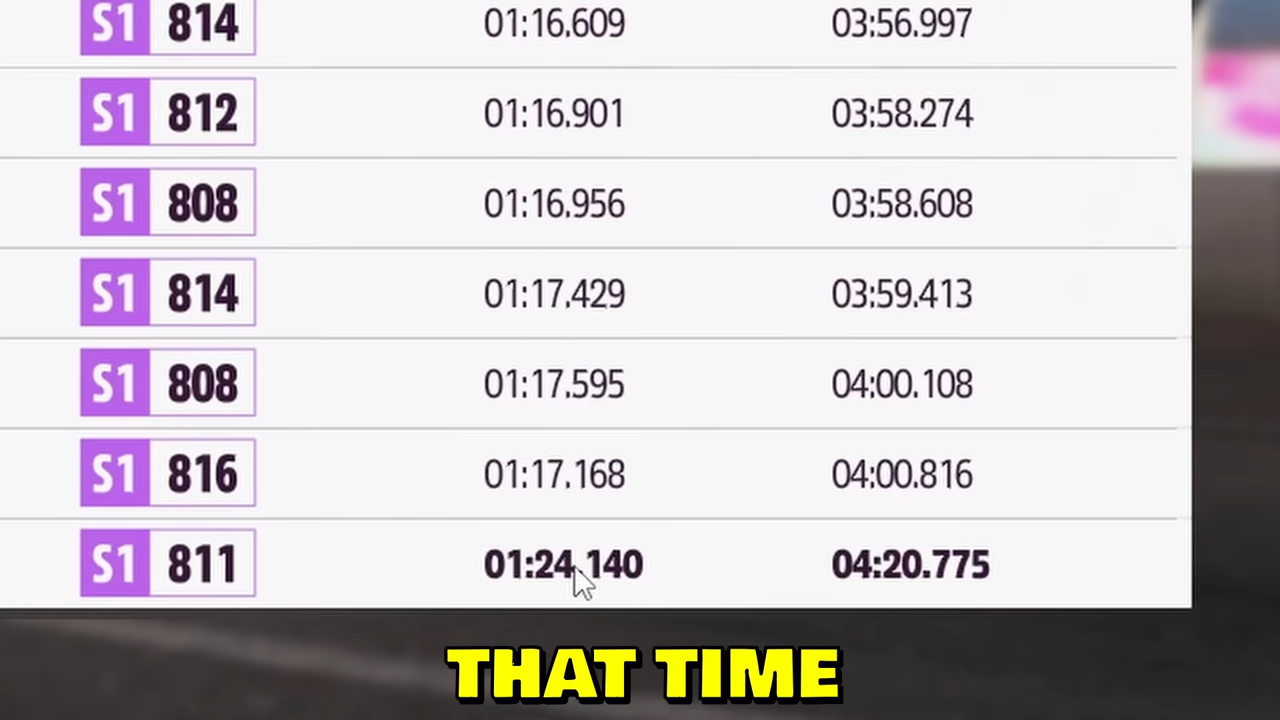 S1 814 01:16.609 03:56.997
S1 812 01:16.901 03:58.274
S1 808 01:16.956 03:58.608
S1 814 01:17.429 03:59.413
S1 808 01:17.595 04:00.108
S1 816 01:17.168 04:00.816
S1 811 01:24.140 04:20.775
THAT TIME